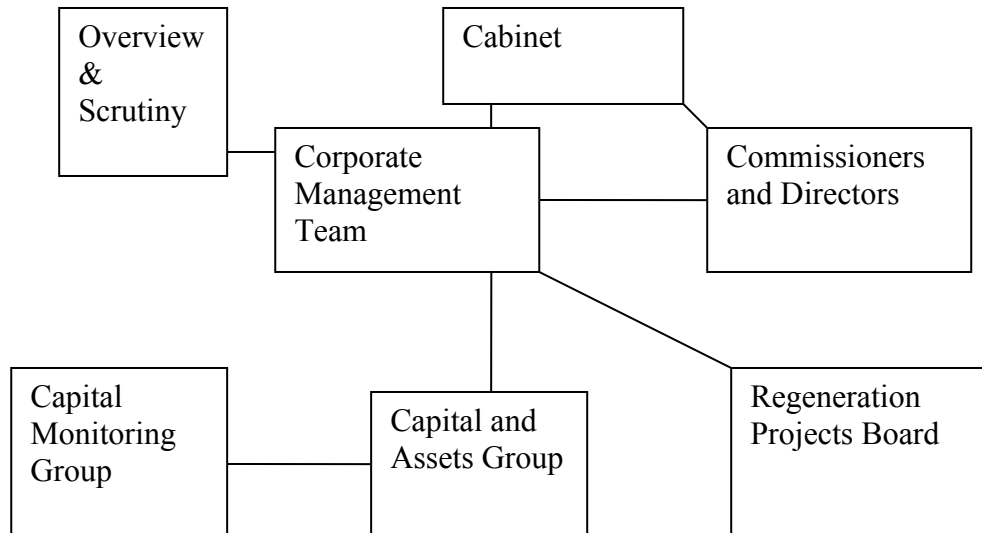 Overview
&
Scrutiny
Cabinet
Corporate
Management
Team
Commissioners
and Directors
Capital
Monitoring
Group
Capital and
Assets Group
Regeneration
Projects Board